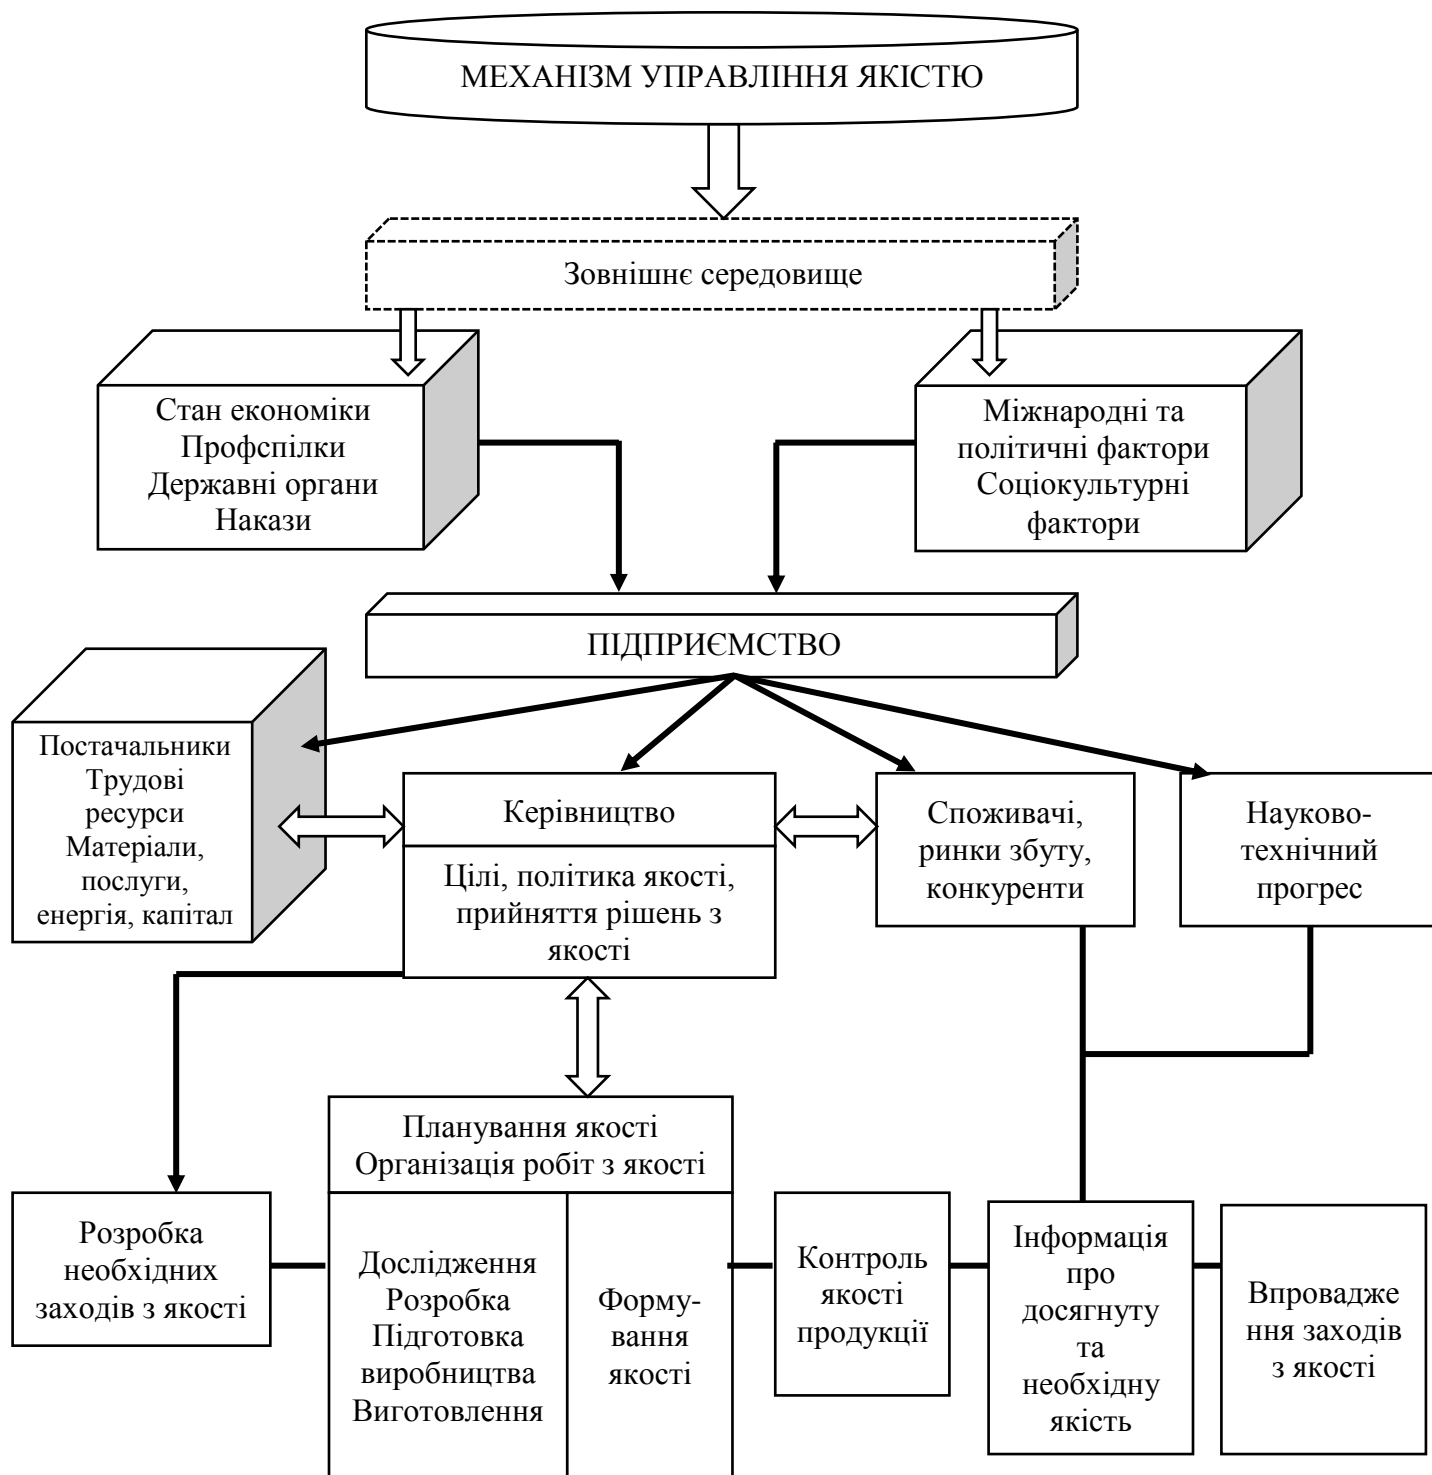 МЕХАНІЗМ УПРАВЛІННЯ ЯКІСТЮ
Зовнішнє середовище
Стан економіки
Профспілки
Державні органи
Накази
Міжнародні та
політичні фактори
Соціокультурні
фактори
ПІДПРИЄМСТВО
Постачальники
Трудові
ресурси
Матеріали,
послуги,
енергія, капітал
Керівництво
Цілі, політика якості,
прийняття рішень з
якості
Споживачі,
ринки збуту,
конкуренти
Науково-
технічний
прогрес
Планування якості
Організація робіт з якості
Розробка
необхідних
заходів з якості
Дослідження
Розробка
Підготовка
виробництва
Виготовлення
Форму-
вання
якості
Контроль
якості
продукції
Інформація
про
досягнуту
та
необхідну
якість
Впровадже
ення заходів
з якості